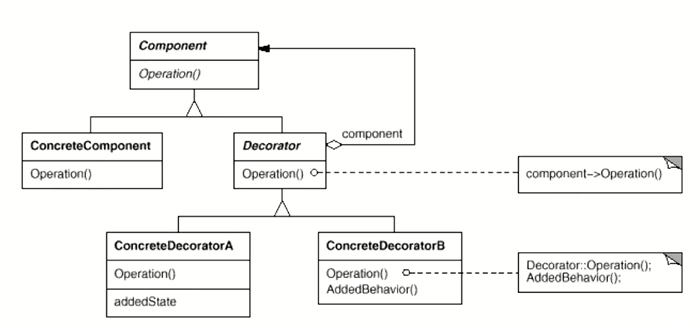 Component
Operation()
component
ConcreteComponent
Operation()
Decorator
Operation()
component->Operation()
ConcreteDecoratorA
Operation()
addedState
ConcreteDecoratorB
Operation()
AddedBehavior()
Decorator::Operation();
AddedBehavior();